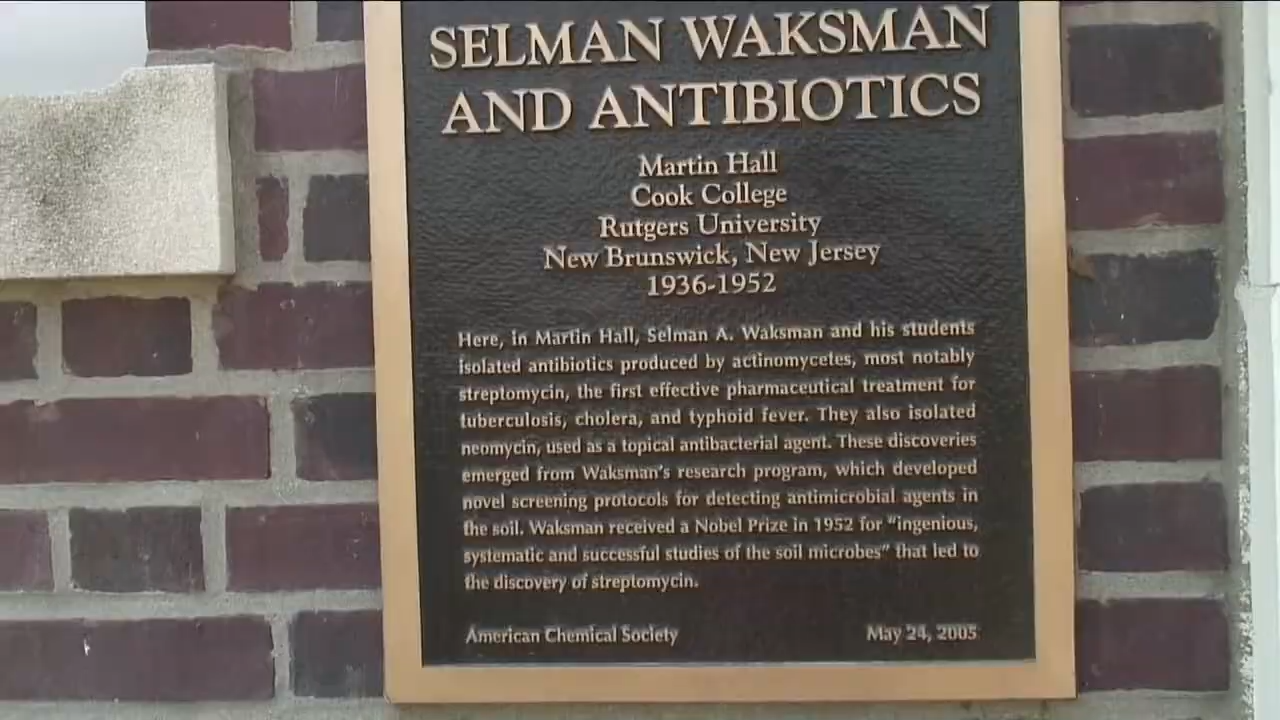 SELMAN WAKSMAN
AND ANTIBIOTICS
Martin Hall
Cook College
Rutgers University
New Brunswick, New Jersey
1936-1952
Here, in Martin Hall, Selman A. Waksman and his students
isolated antibiotics produced by actinomycetes, most notably
streptomycin, the first effective pharmaceutical treatment for
tuberculosis, cholera, and typhoid fever. They also isolated
neomycin, used as a topical antibacterial agent. These discoveries
emerged from Waksman's research program, which developed
novel screening protocols for detecting antimicrobial agents in
the soil. Waksman received a Nobel Prize in 1952 for "ingenious,
systematic and successful studies of the soil microbes" that led to
the discovery of streptomycin.
American Chemical Society May 24, 2005